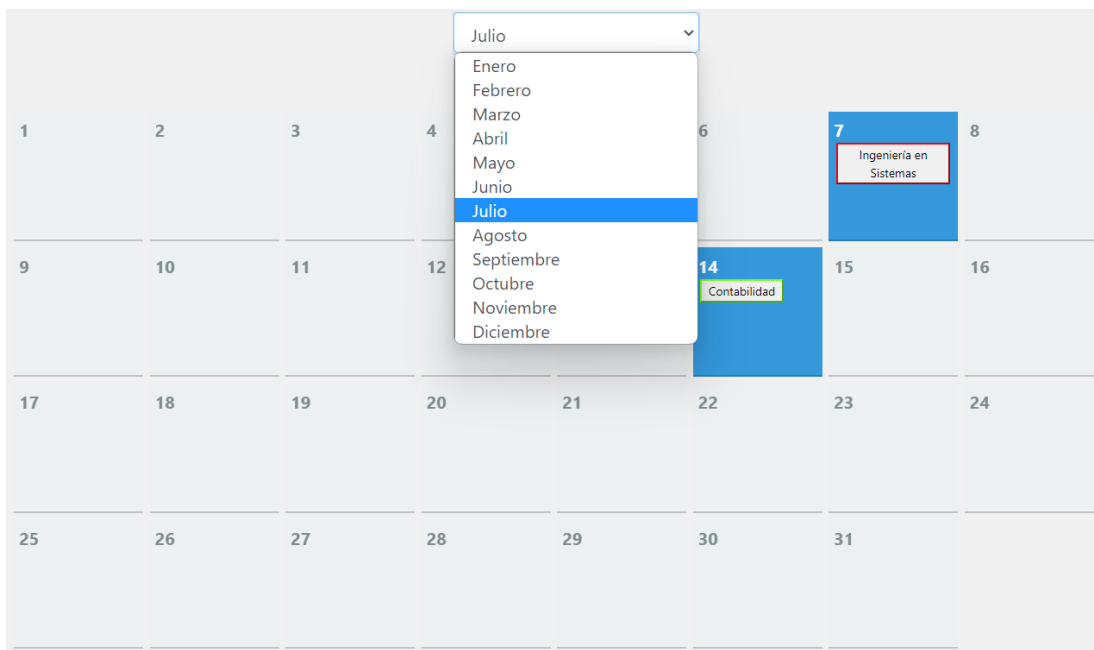 Julio
Enero
Febrero
Marzo
Abril
Mayo
Junio
Julio
Agosto
Septiembre
Octubre
Noviembre
Diciembre
1 2 3 4 6 7 8
Ingeniería en
Sistemas
9 10 11 12 14 15 16
Contabilidad
17 18 19 20 21 22 23 24
25 26 27 28 29 30 31